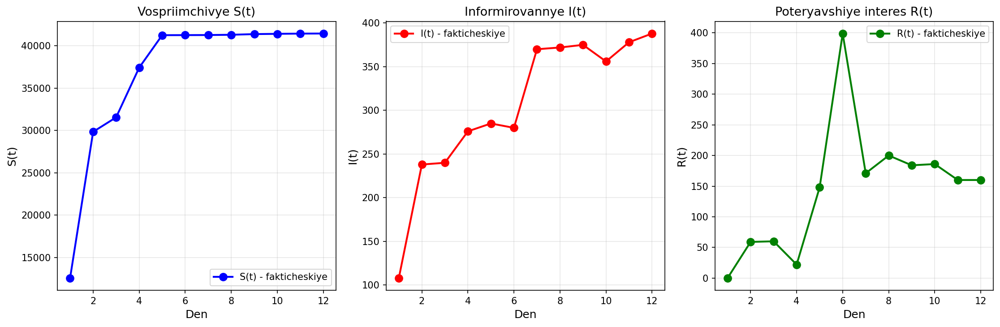 Vospriimchivye S(t)
S(t)
40000
35000
30000
25000
20000
15000
S(t) - fakticheskiye
2 4 6 8 10 12
Den
Informirovannye I(t)
I(t)
400
350
300
250
200
150
100
I(t) - fakticheskiye
2 4 6 8 10 12
Den
Poteryavshiye interes R(t)
R(t)
400
350
300
250
200
150
100
50
0
R(t) - fakticheskiye
2 4 6 8 10 12
Den